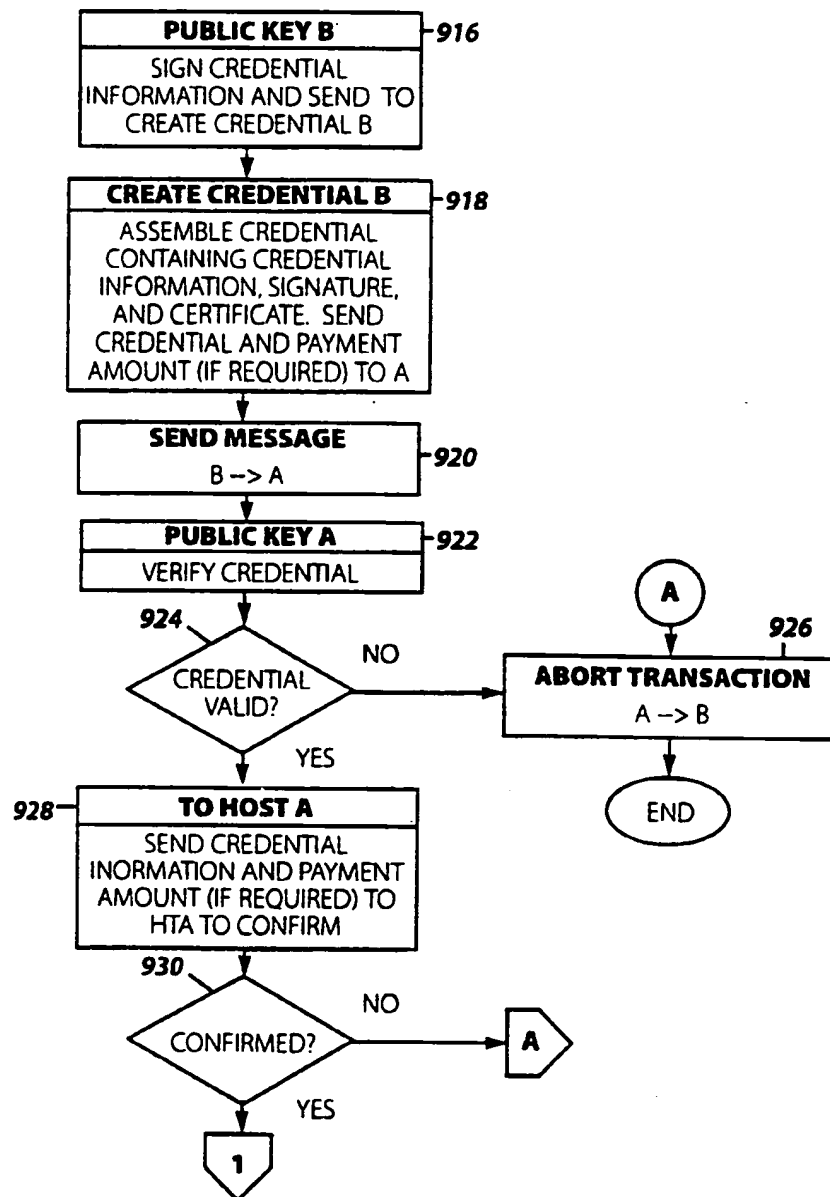 PUBLIC KEY B
916
SIGN CREDENTIAL
INFORMATION AND SEND TO
CREATE CREDENTIAL B
CREATE CREDENTIAL B
918
ASSEMBLE CREDENTIAL
CONTAINING CREDENTIAL
INFORMATION, SIGNATURE,
AND CERTIFICATE. SEND
CREDENTIAL AND PAYMENT
AMOUNT (IF REQUIRED) TO A
SEND MESSAGE
920
B --> A
PUBLIC KEY A
922
VERIFY CREDENTIAL
924
CREDENTIAL
VALID?
NO
YES
A
926
ABORT TRANSACTION
A --> B
END
928
TO HOST A
SEND CREDENTIAL
INORMATION AND PAYMENT
AMOUNT (IF REQUIRED) TO
HTA TO CONFIRM
930
CONFIRMED?
NO
A
YES
1